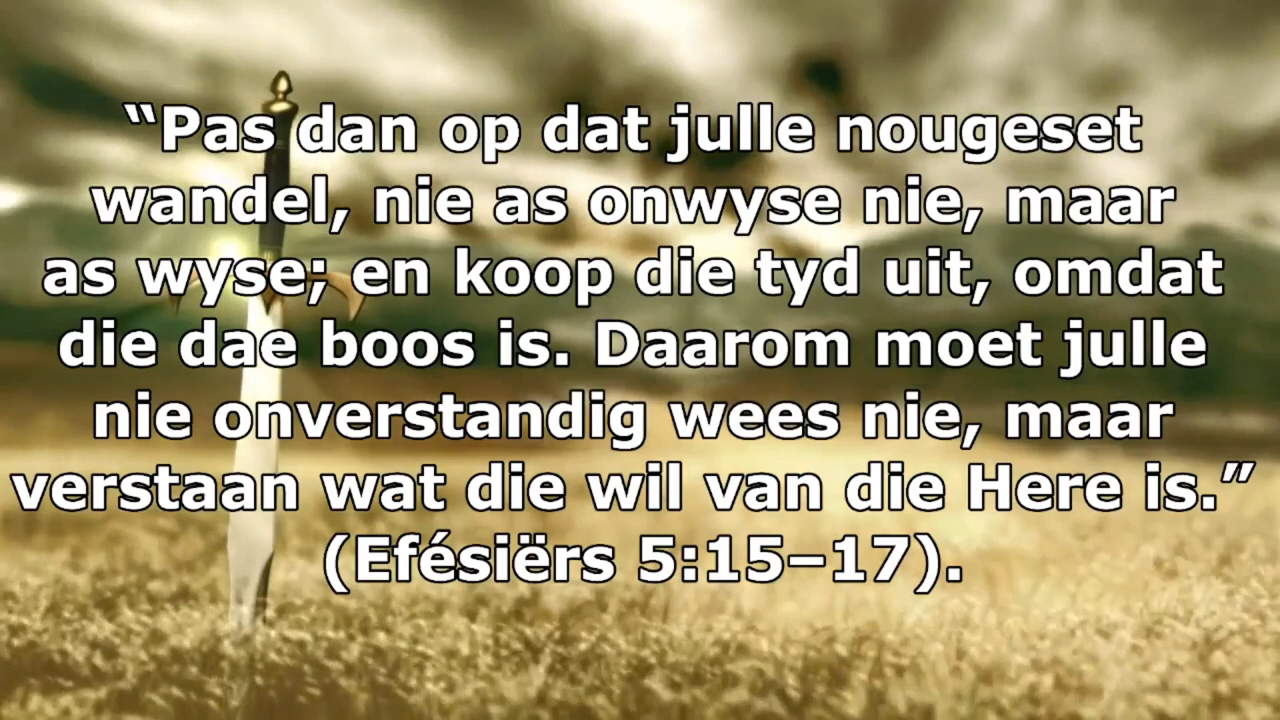 “Pas dan op dat julle nougeset
wandel, nie as onwyse nie, maar
as wyse; en koop die tyd uit, omdat
die dae boos is. Daarom moet julle
nie onverstandig wees nie, maar
verstaan wat die wil van die Here is.”
(Efésiërs 5:15–17).